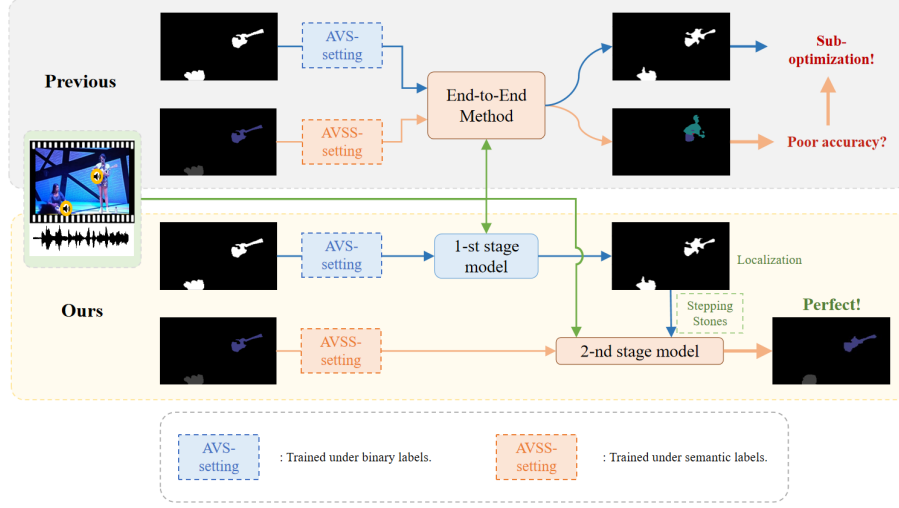 Previous
AVS-
setting
AVSS-
setting
End-to-End
Method
Sub-
optimization!
Poor accuracy?
Ours
AVS-
setting
1-st stage
model
Localization
Stepping
Stones
Perfect!
AVSS-
setting
2-nd stage model
AVS-
setting
: Trained under binary labels.
AVSS-
setting
: Trained under semantic labels.